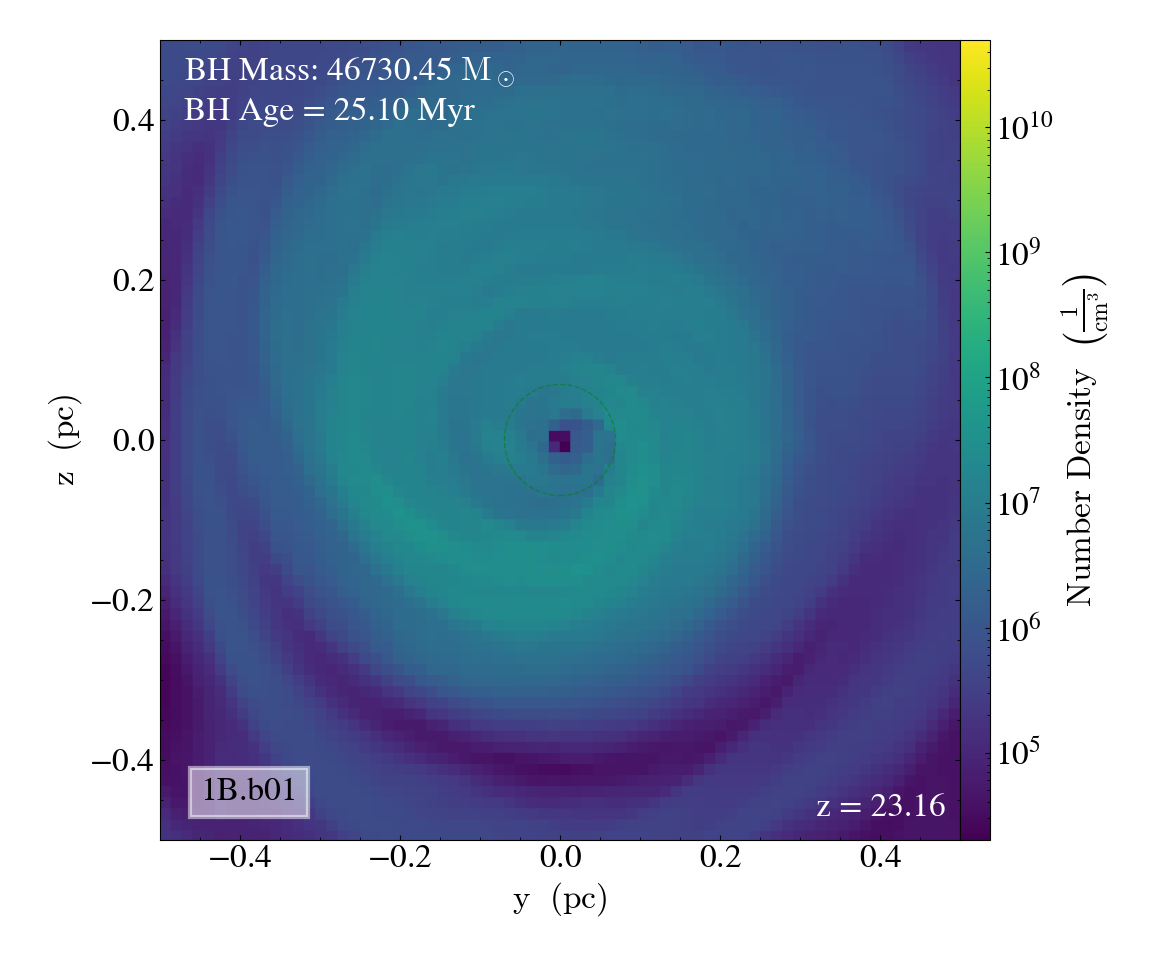 BH Mass: 46730.45 M⊙
BH Age = 25.10 Myr
1B.b01
z = 23.16
0.4
0.2
0.0
−0.2
−0.4
z (pc)
−0.4 −0.2 0.0 0.2 0.4
y (pc)
10¹⁰
10⁹
10⁸
10⁷
10⁶
10⁵
Number Density (1/cm³)